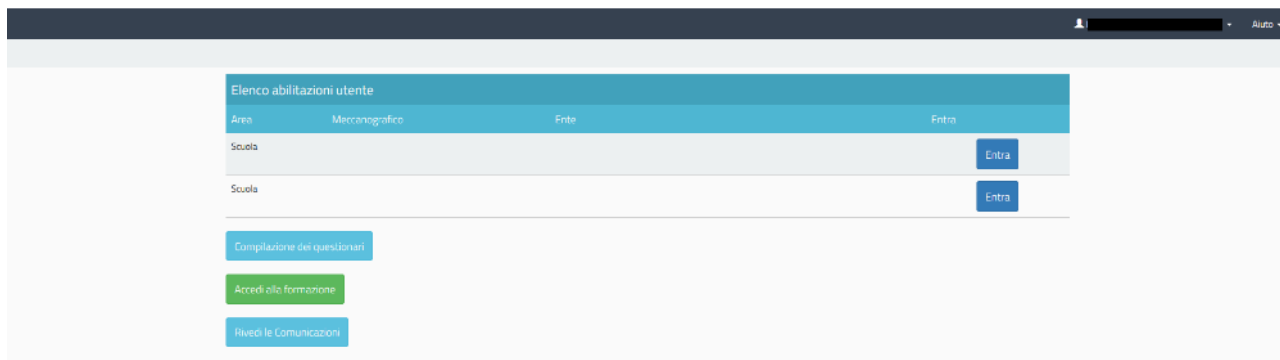 Aiuto
Elenco abilitazioni utente
Area Meccanografico Ente Entra
Scuola Entra
Scuola Entra
Compilazione dei questionari
Accedi alla formazione
Rivedi le Comunicazioni